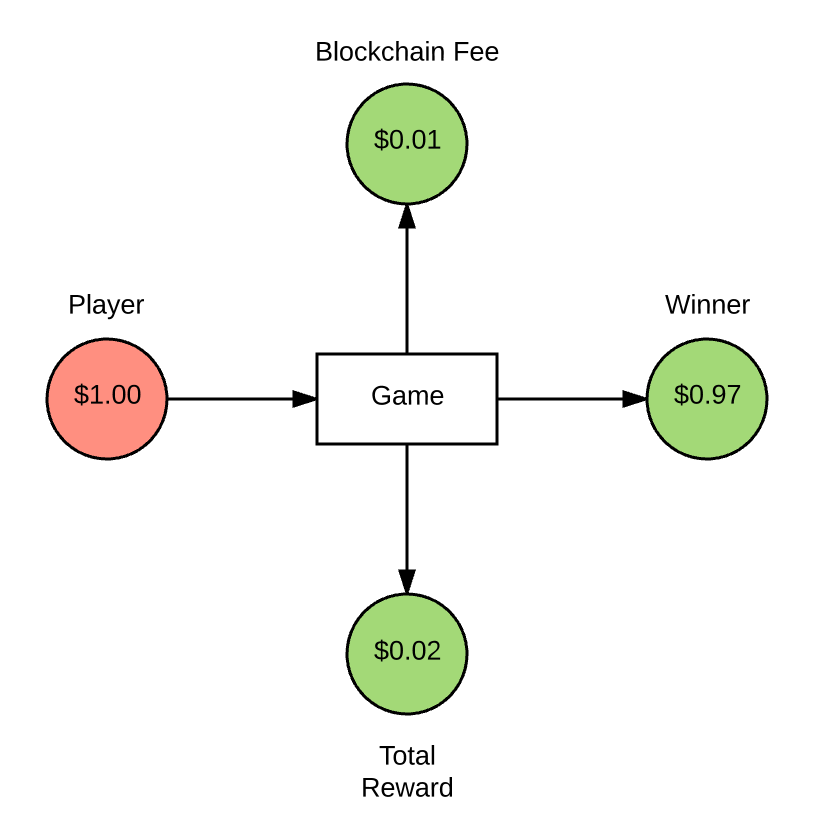 Blockchain Fee
$0.01
Player
Winner
$1.00
Game
$0.97
$0.02
Total
Reward